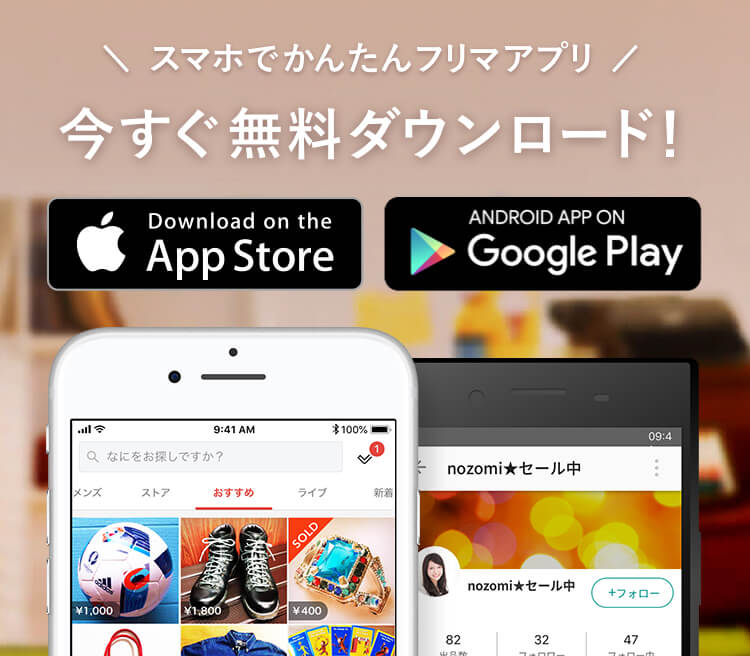 ＼ スマホでかんたんフリマアプリ ／
今すぐ無料ダウンロード!
Download on the
App Store
ANDROID APP ON
Google Play
9:41 AM
100%
なにをお探しですか？
1
メンズ ストア おすすめ ライブ 新着
SOLD
¥1,000 ¥1,800 ¥400
09:4
nozomi★セール中
nozomi★セール中
+フォロー
82 32 47
出品数 フォロワー フォロー中